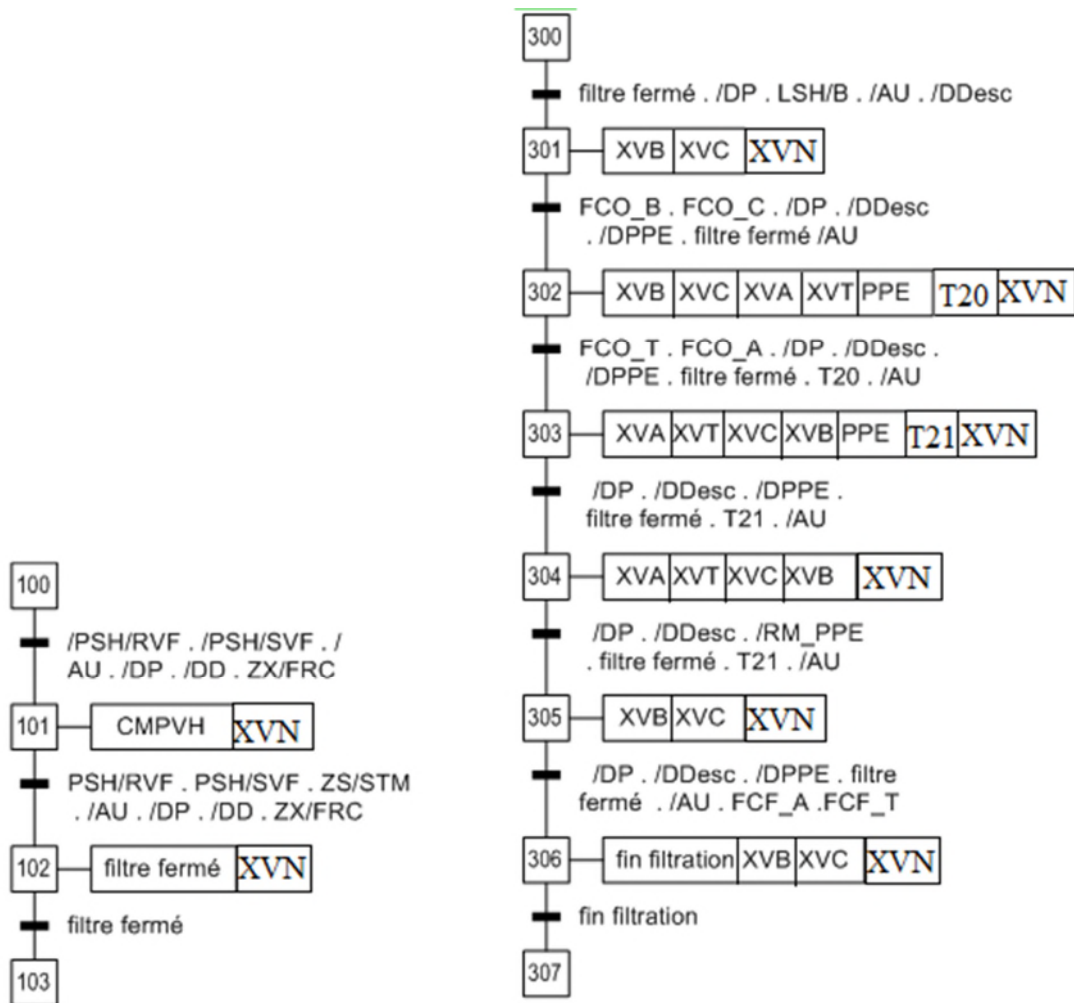 300
filtre fermé . /DP . LSH/B . /AU . /DDesc
301 XVB XVC XVN
FCO_B . FCO_C . /DP . /DDesc
. /DPPE . filtre fermé /AU
302 XVB XVC XVA XVT PPE T20 XVN
FCO_T . FCO_A . /DP . /DDesc .
/DPPE . filtre fermé . T20 . /AU
303 XVA XVT XVC XVB PPE T21 XVN
/DP . /DDesc . /DPPE .
filtre fermé . T21 . /AU
304 XVA XVT XVC XVB XVN
/DP . /DDesc . /RM_PPE
. filtre fermé . T21 . /AU
305 XVB XVC XVN
/DP . /DDesc . /DPPE . filtre
fermé . /AU . FCF_A .FCF_T
306 fin filtration XVB XVC XVN
fin filtration
307
100
/PSH/RVF . /PSH/SVF . /
AU . /DP . /DD . ZX/FRC
101 CMPVH XVN
PSH/RVF . PSH/SVF . ZS/STM
. /AU . /DP . /DD . ZX/FRC
102 filtre fermé XVN
filtre fermé
103